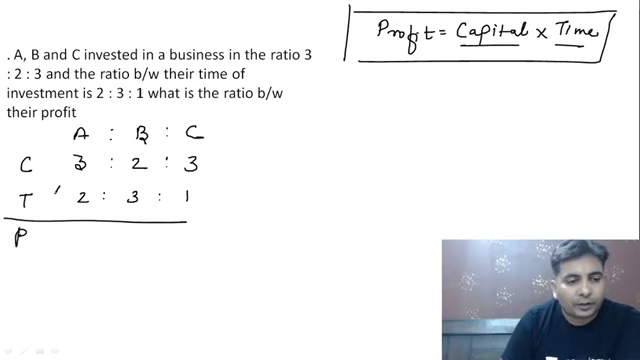 . A, B and C invested in a business in the ratio 3
: 2 : 3 and the ratio b/w their time of
investment is 2 : 3 : 1 what is the ratio b/w
their profit
Profit = Capital × Time
A : B : C
C 3 : 2 : 3
T 2 : 3 : 1
P